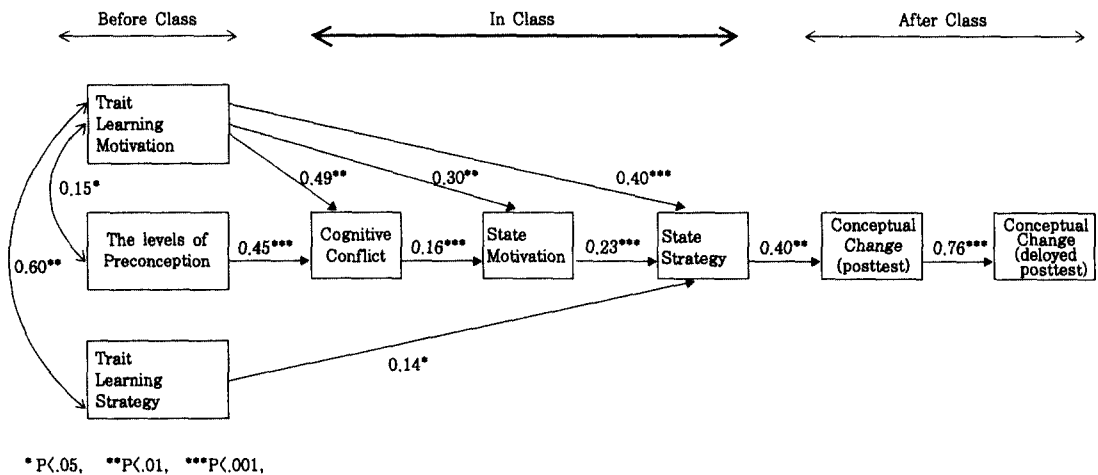 Before Class
In Class
After Class
Trait
Learning
Motivation
0.15*
0.49**
0.30**
0.40***
0.60**
The levels of
Preconception
0.45***
Cognitive
Conflict
0.16***
State
Motivation
0.23***
State
Strategy
0.40**
Conceptual
Change
(posttest)
0.76***
Conceptual
Change
(deloyed
posttest)
Trait
Learning
Strategy
0.14*
* P<.05, **P<.01, ***P<.001,